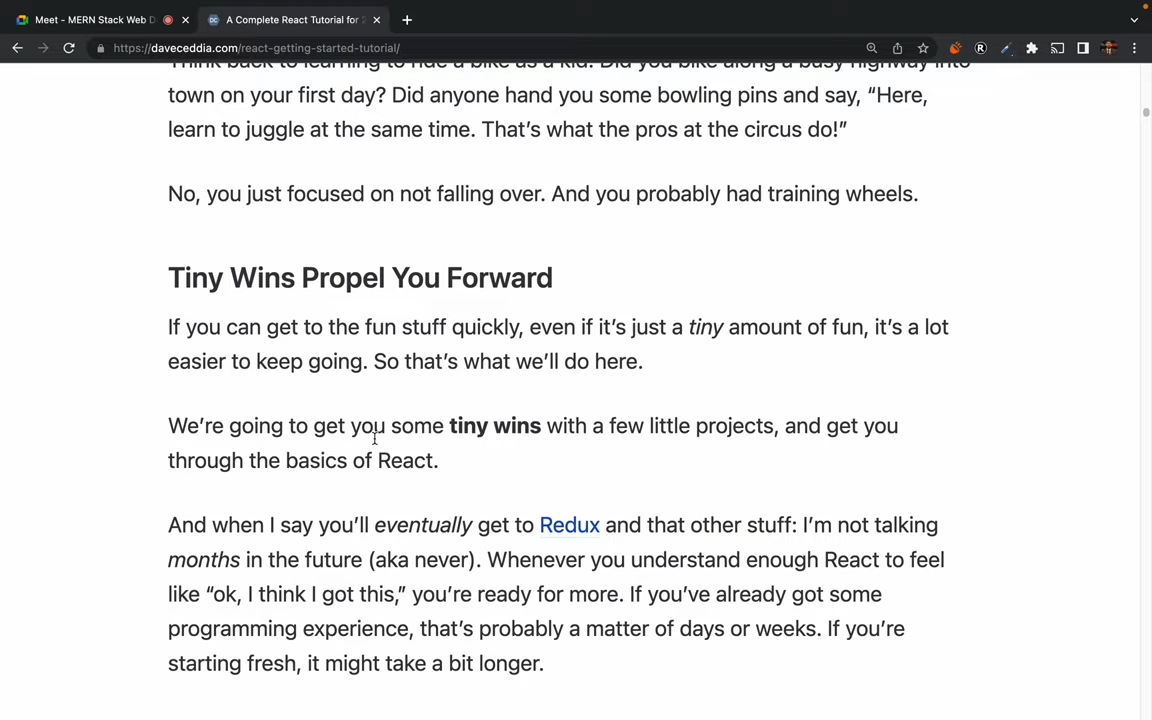 Meet - MERN Stack Web D
A Complete React Tutorial for 2
https://daveceddia.com/react-getting-started-tutorial/
Think back to learning to ride a bike as a kid. Did you bike along a busy highway into
town on your first day? Did anyone hand you some bowling pins and say, “Here,
learn to juggle at the same time. That’s what the pros at the circus do!”
No, you just focused on not falling over. And you probably had training wheels.
Tiny Wins Propel You Forward
If you can get to the fun stuff quickly, even if it’s just a tiny amount of fun, it’s a lot
easier to keep going. So that’s what we’ll do here.
We’re going to get you some tiny wins with a few little projects, and get you
through the basics of React.
And when I say you’ll eventually get to Redux and that other stuff: I’m not talking
months in the future (aka never). Whenever you understand enough React to feel
like “ok, I think I got this,” you’re ready for more. If you’ve already got some
programming experience, that’s probably a matter of days or weeks. If you’re
starting fresh, it might take a bit longer.